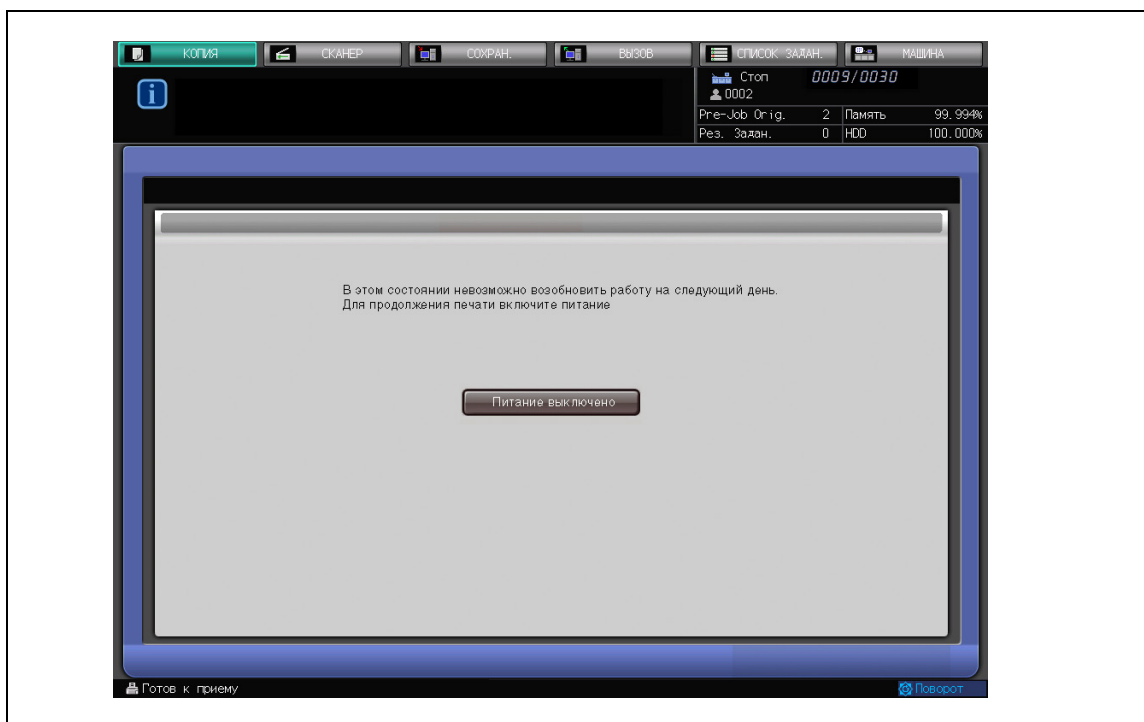 КОПИЯ СКАНЕР СОХРАН. ВЫЗОВ СПИСОК ЗАДАН. МАШИНА
Стоп 0009/0030
0002
Pre-Job Orig. 2 Память 99.994%
Рез. Задан. 0 HDD 100.000%
В этом состоянии невозможно возобновить работу на следующий день.
Для продолжения печати включите питание
Питание выключено
Готов к приему Поворот